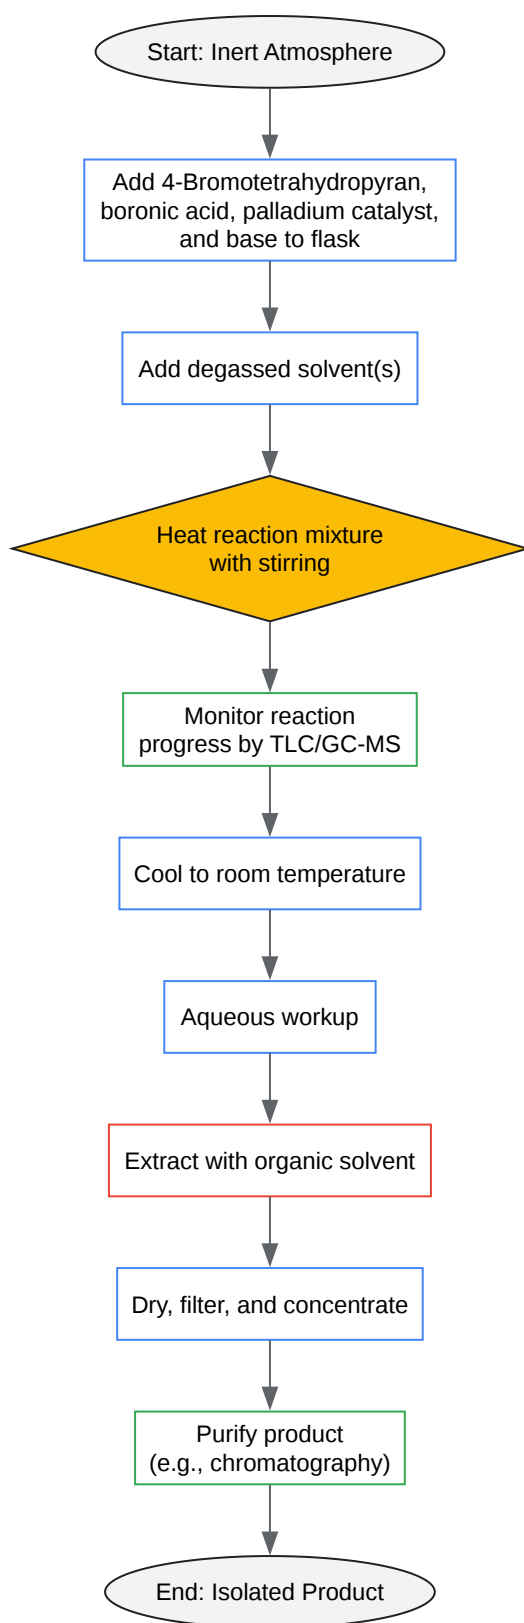 Start: Inert Atmosphere
Add 4-Bromotetrahydropyran,
boronic acid, palladium catalyst,
and base to flask
Add degassed solvent(s)
Heat reaction mixture
with stirring
Monitor reaction
progress by TLC/GC-MS
Cool to room temperature
Aqueous workup
Extract with organic solvent
Dry, filter, and concentrate
Purify product
(e.g., chromatography)
End: Isolated Product